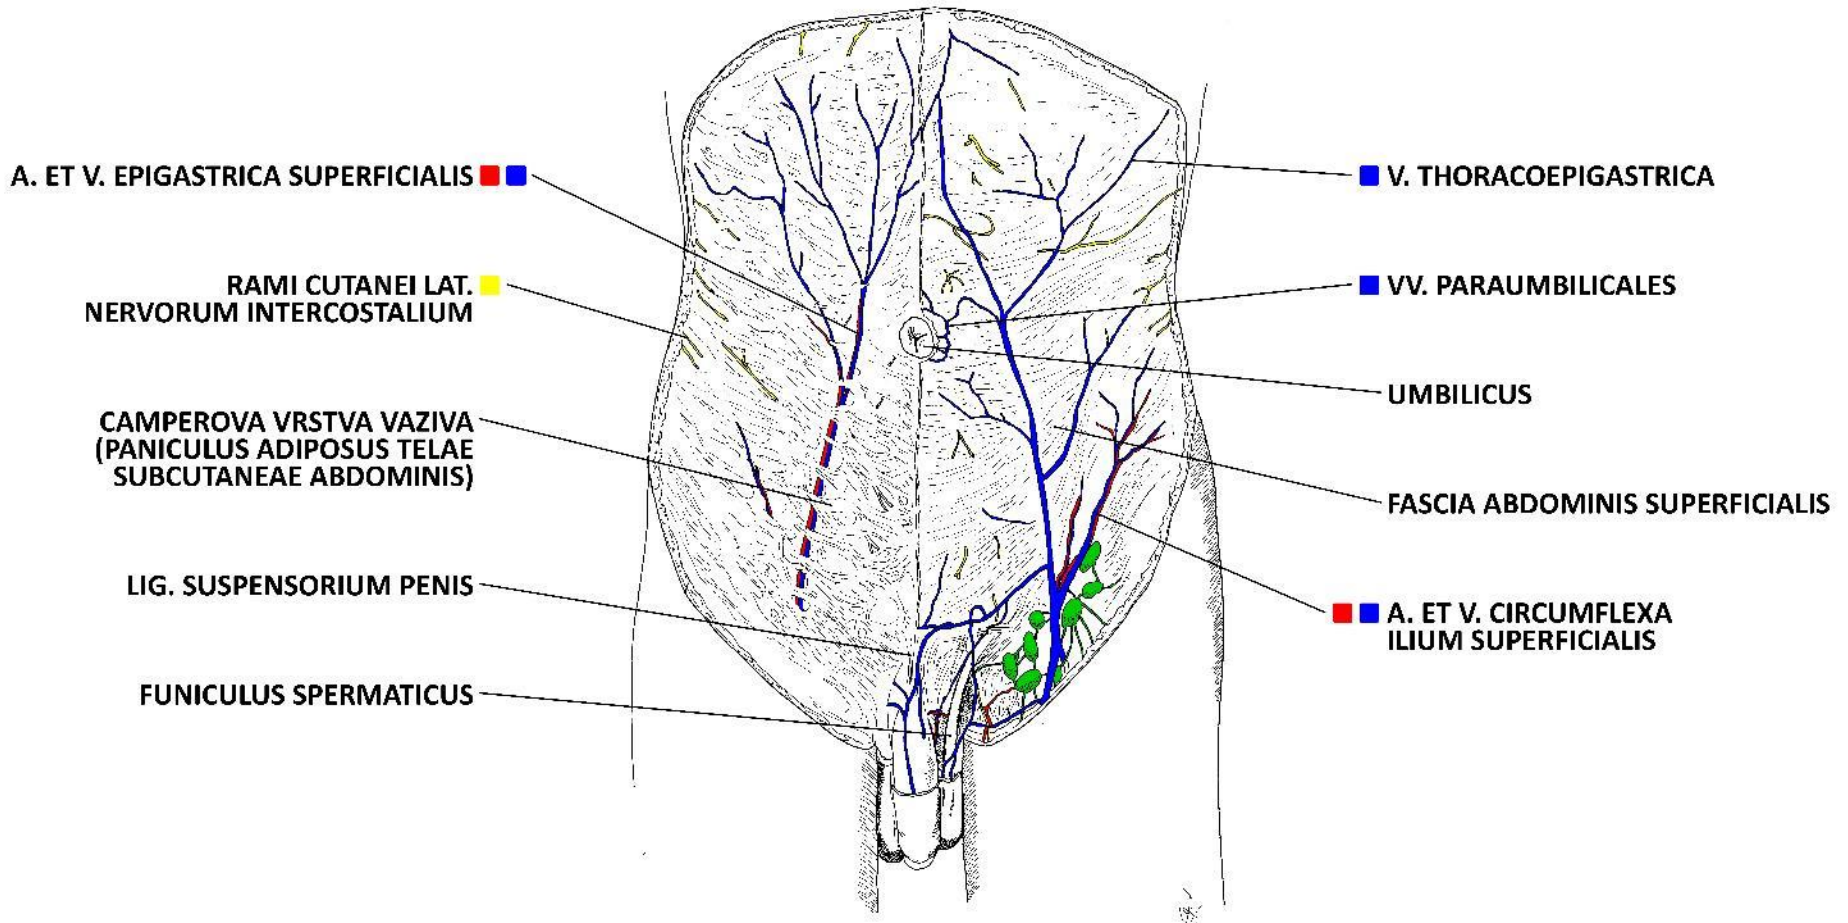 A. ET V. EPIGASTRICA SUPERFICIALIS
RAMI CUTANEI LAT.
NERVORUM INTERCOSTALIUM
CAMPEROVA VRSTVA VAZIVA
(PANICULUS ADIPOSUS TELAE
SUBCUTANEAE ABDOMINIS)
LIG. SUSPENSORIUM PENIS
FUNICULUS SPERMATICUS
V. THORACOEPIGASTRICA
VV. PARAUMBILICALES
UMBILICUS
FASCIA ABDOMINIS SUPERFICIALIS
A. ET V. CIRCUMFLEXA
ILIUM SUPERFICIALIS